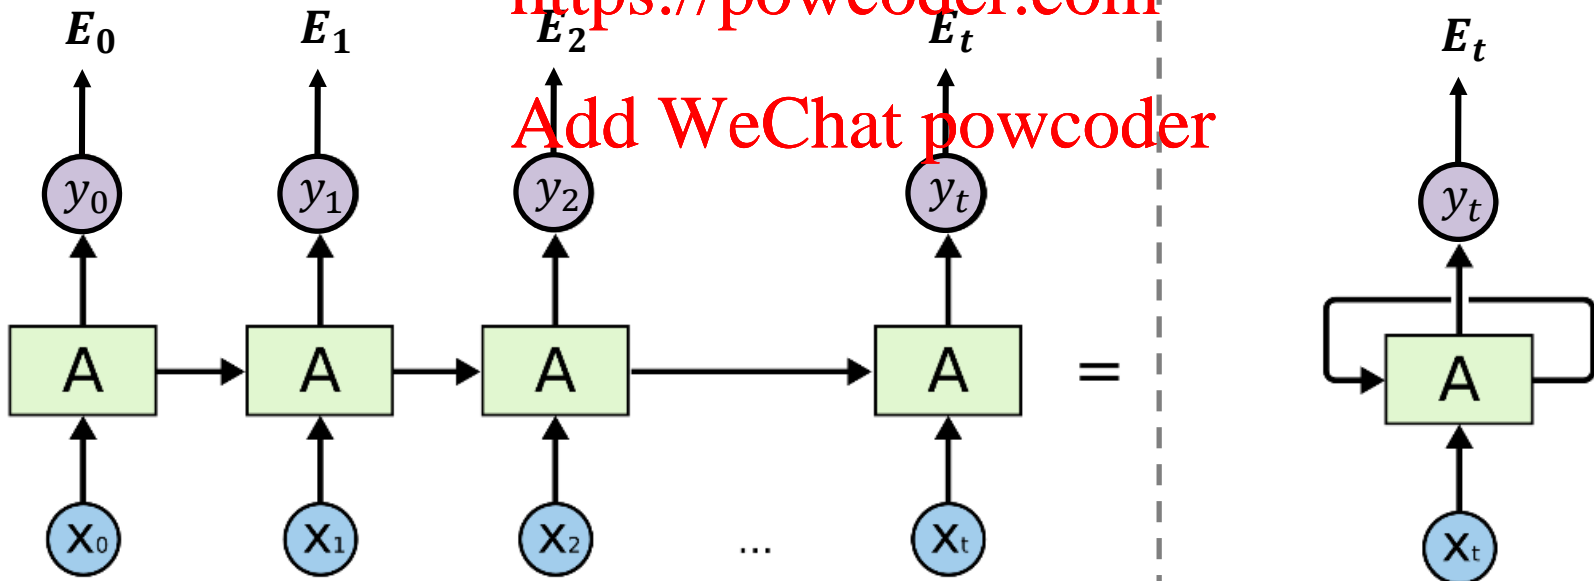 https://powcoder.com
E0 E1 E2 Et Et
Add WeChat powcoder
y0 y1 y2 yt yt
A A A A = A
x0 x1 x2 ... xt xt